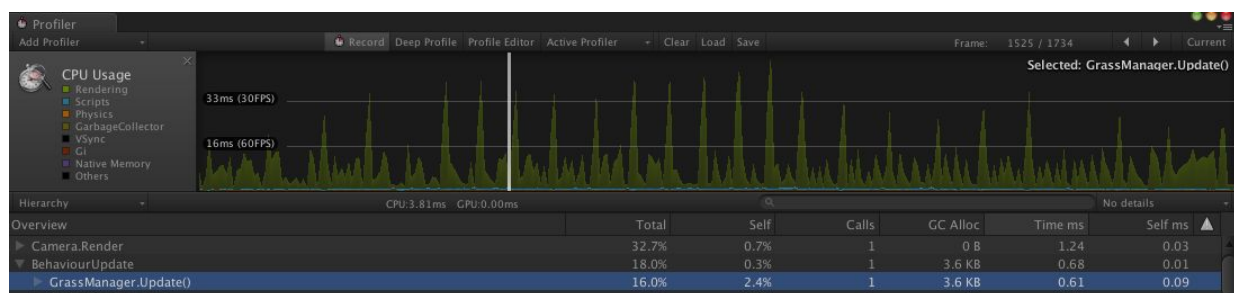 Profiler
Add Profiler Record Deep Profile Profile Editor Active Profiler Clear Load Save Frame: 1525 / 1734 Current
CPU Usage
Rendering
Scripts
Physics
GarbageCollector
VSync
Gi
Native Memory
Others
Selected: GrassManager.Update()
33ms (30FPS)
16ms (60FPS)
Hierarchy CPU:3.81ms GPU:0.00ms No details
Overview Total Self Calls GC Alloc Time ms Self ms
Camera.Render 32.7% 0.7% 1 0 B 1.24 0.03
BehaviourUpdate 18.0% 0.3% 1 3.6 KB 0.68 0.01
GrassManager.Update() 16.0% 2.4% 1 3.6 KB 0.61 0.09